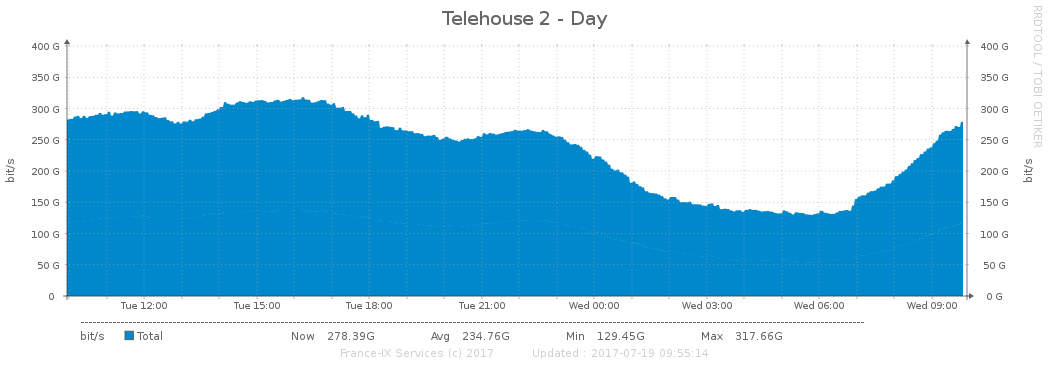 Telehouse 2 - Day
RRDTOOL / TOBI OETIKER
400 G 400 G
350 G 350 G
300 G 300 G
250 G 250 G
200 G 200 G
150 G 150 G
100 G 100 G
50 G 50 G
0 0 G
bit/s bit/s
Tue 12:00 Tue 15:00 Tue 18:00 Tue 21:00 Wed 00:00 Wed 03:00 Wed 06:00 Wed 09:00
bit/s Total Now 278.39G Avg 234.76G Min 129.45G Max 317.66G
France-IX Services (c) 2017 Updated : 2017-07-19 09:55:14